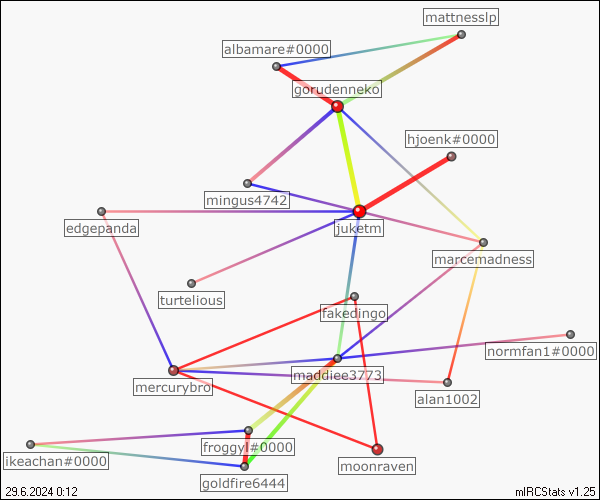 mattnesslp
albamare#0000
gorudenneko
hjoenk#0000
mingus4742
edgepanda
juketm
marcemadness
turtelious
fakedingo
normfan1#0000
maddiee3773
mercurybro
alan1002
froggyl#0000
ikeachan#0000
moonraven
goldfire6444
29.6.2024 0:12
mIRCStats v1.25